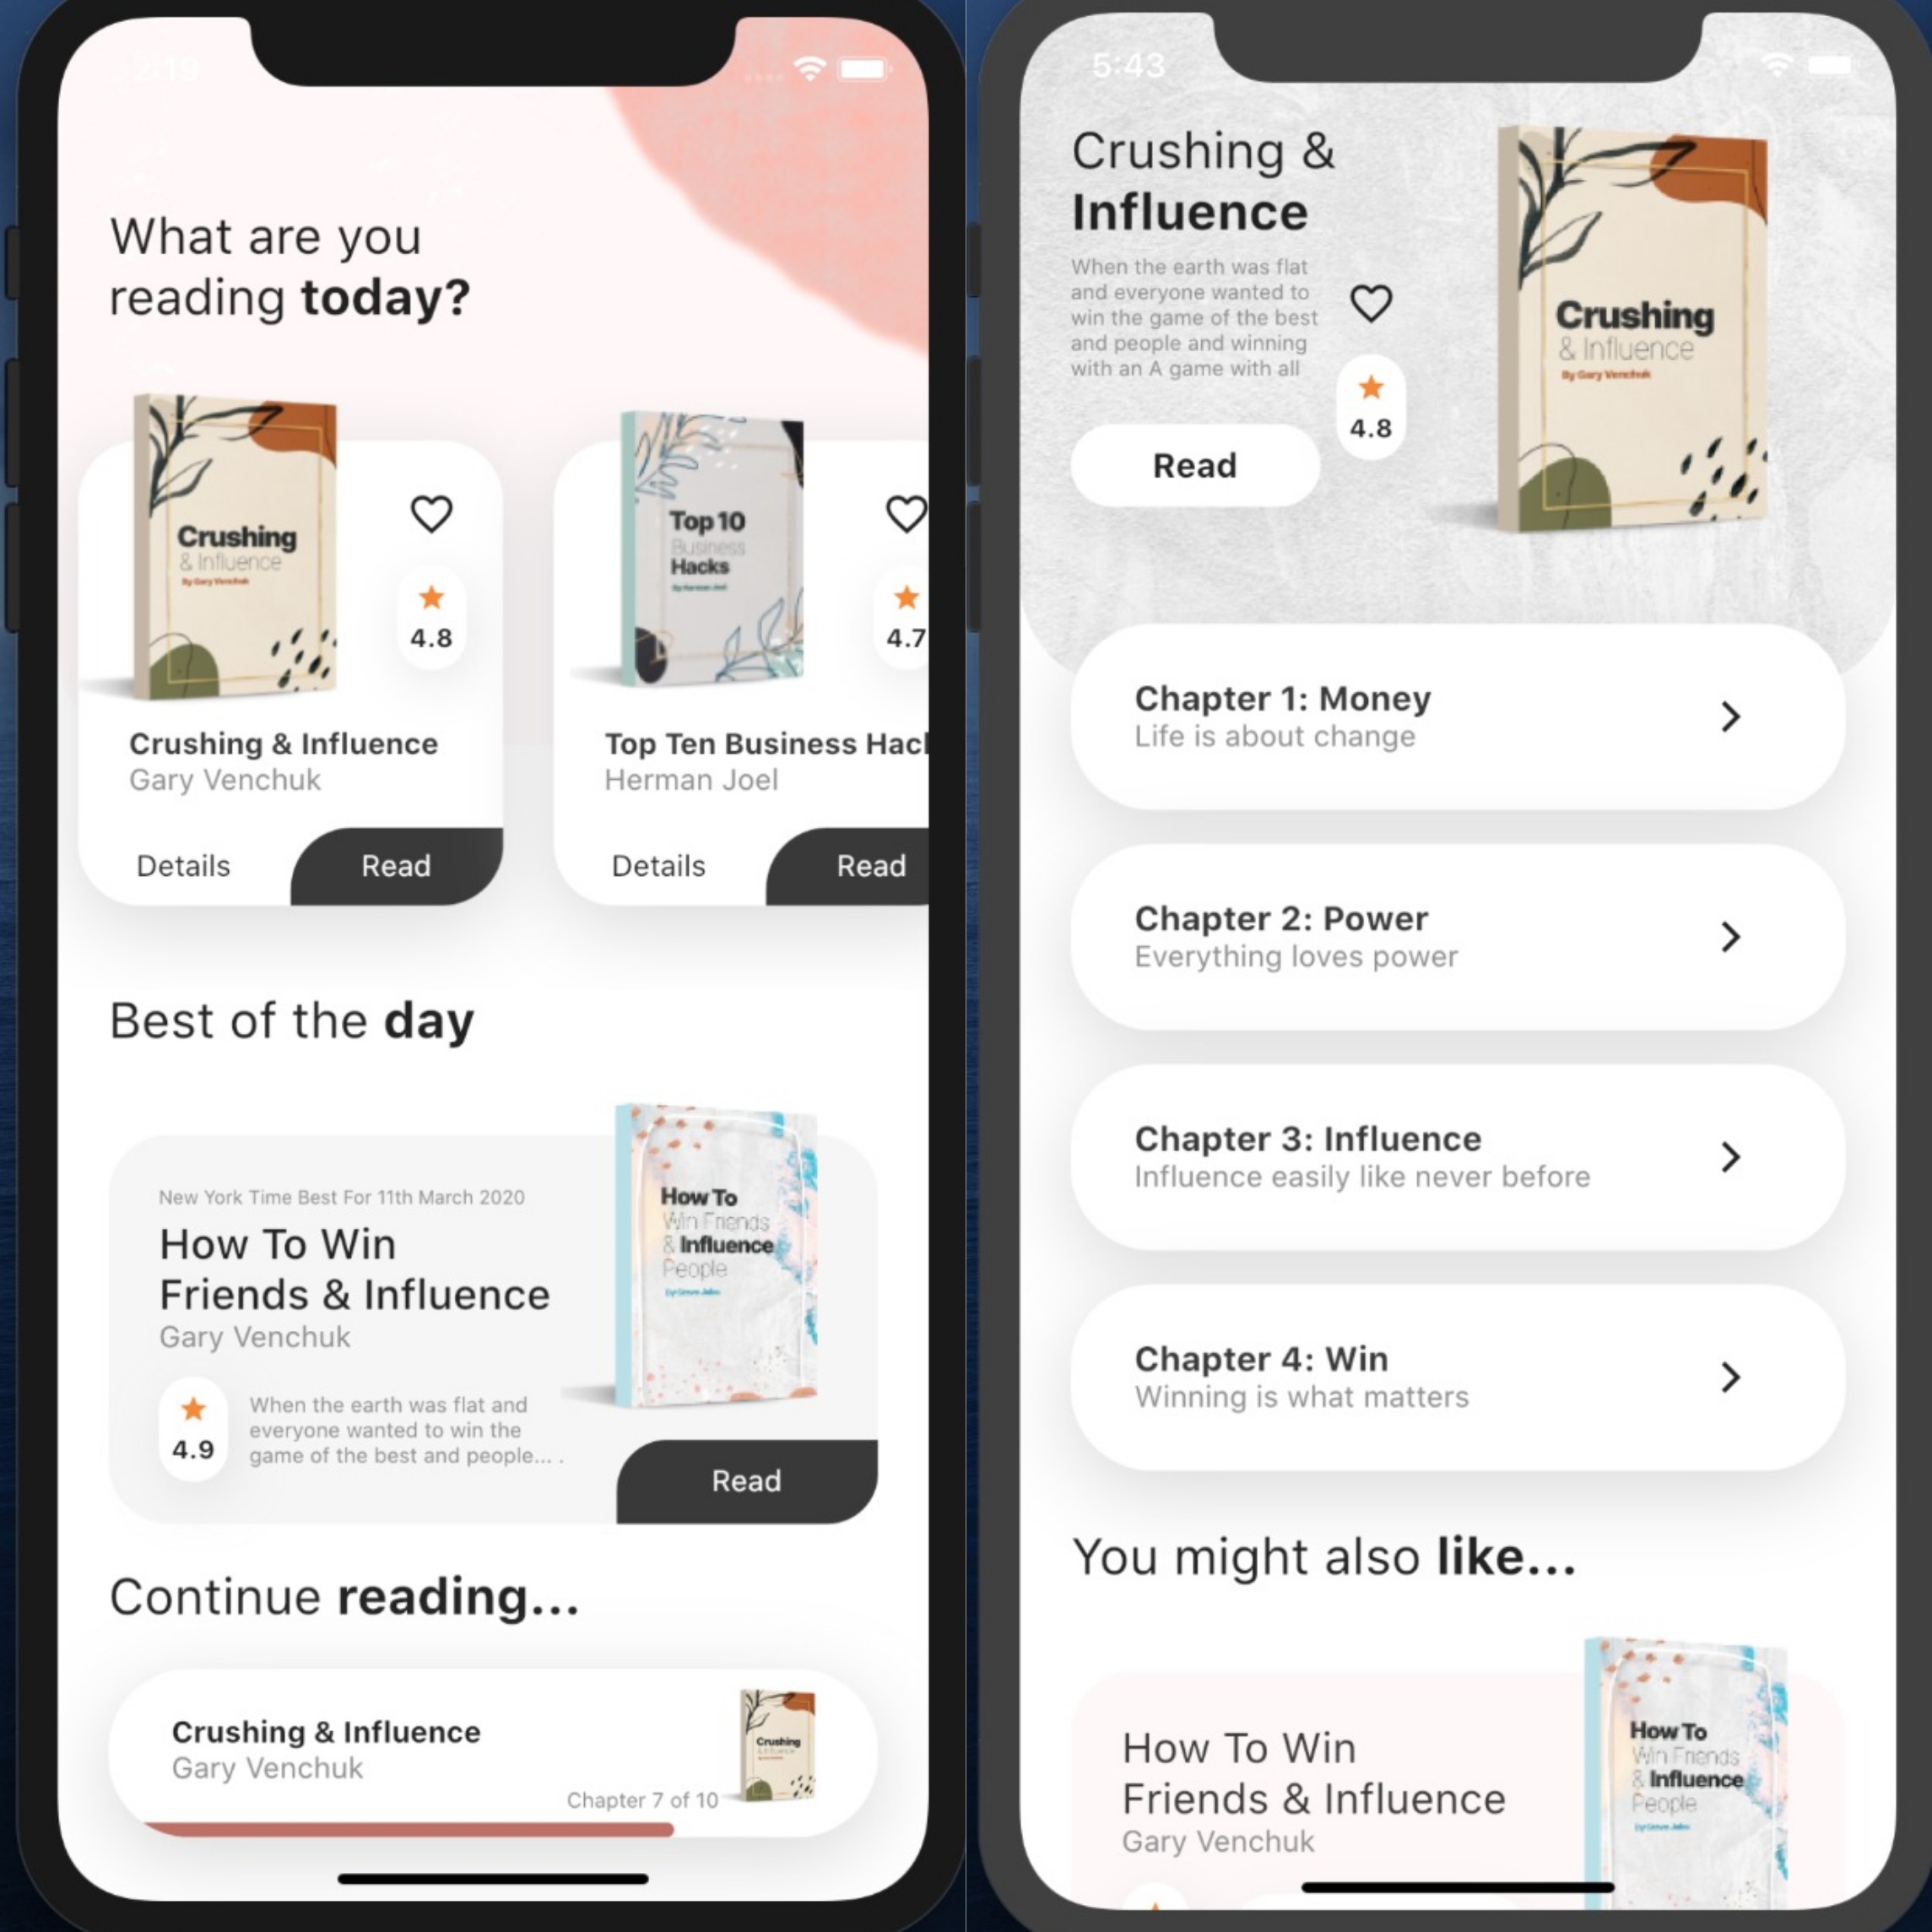 2:19
What are you
reading today?
Crushing
& Influence
By Gary Venchuk
4.8
Crushing & Influence
Gary Venchuk
Details
Read
Top 10
Business
Hacks
By Herman Joel
4.7
Top Ten Business Hac
Herman Joel
Details
Read
Best of the day
New York Time Best For 11th March 2020
How To Win
Friends & Influence
Gary Venchuk
4.9
When the earth was flat and
everyone wanted to win the
game of the best and people... .
How To
Win Friends
& Influence
People
Read
Continue reading...
Crushing & Influence
Gary Venchuk
Chapter 7 of 10
Crushing
& Influence
5:43
Crushing &
Influence
When the earth was flat
and everyone wanted to
win the game of the best
and people and winning
with an A game with all
4.8
Read
Crushing
& Influence
By Gary Venchuk
Chapter 1: Money
Life is about change
Chapter 2: Power
Everything loves power
Chapter 3: Influence
Influence easily like never before
Chapter 4: Win
Winning is what matters
You might also like...
How To Win
Friends & Influence
Gary Venchuk
How To
Win Friends
& Influence
People